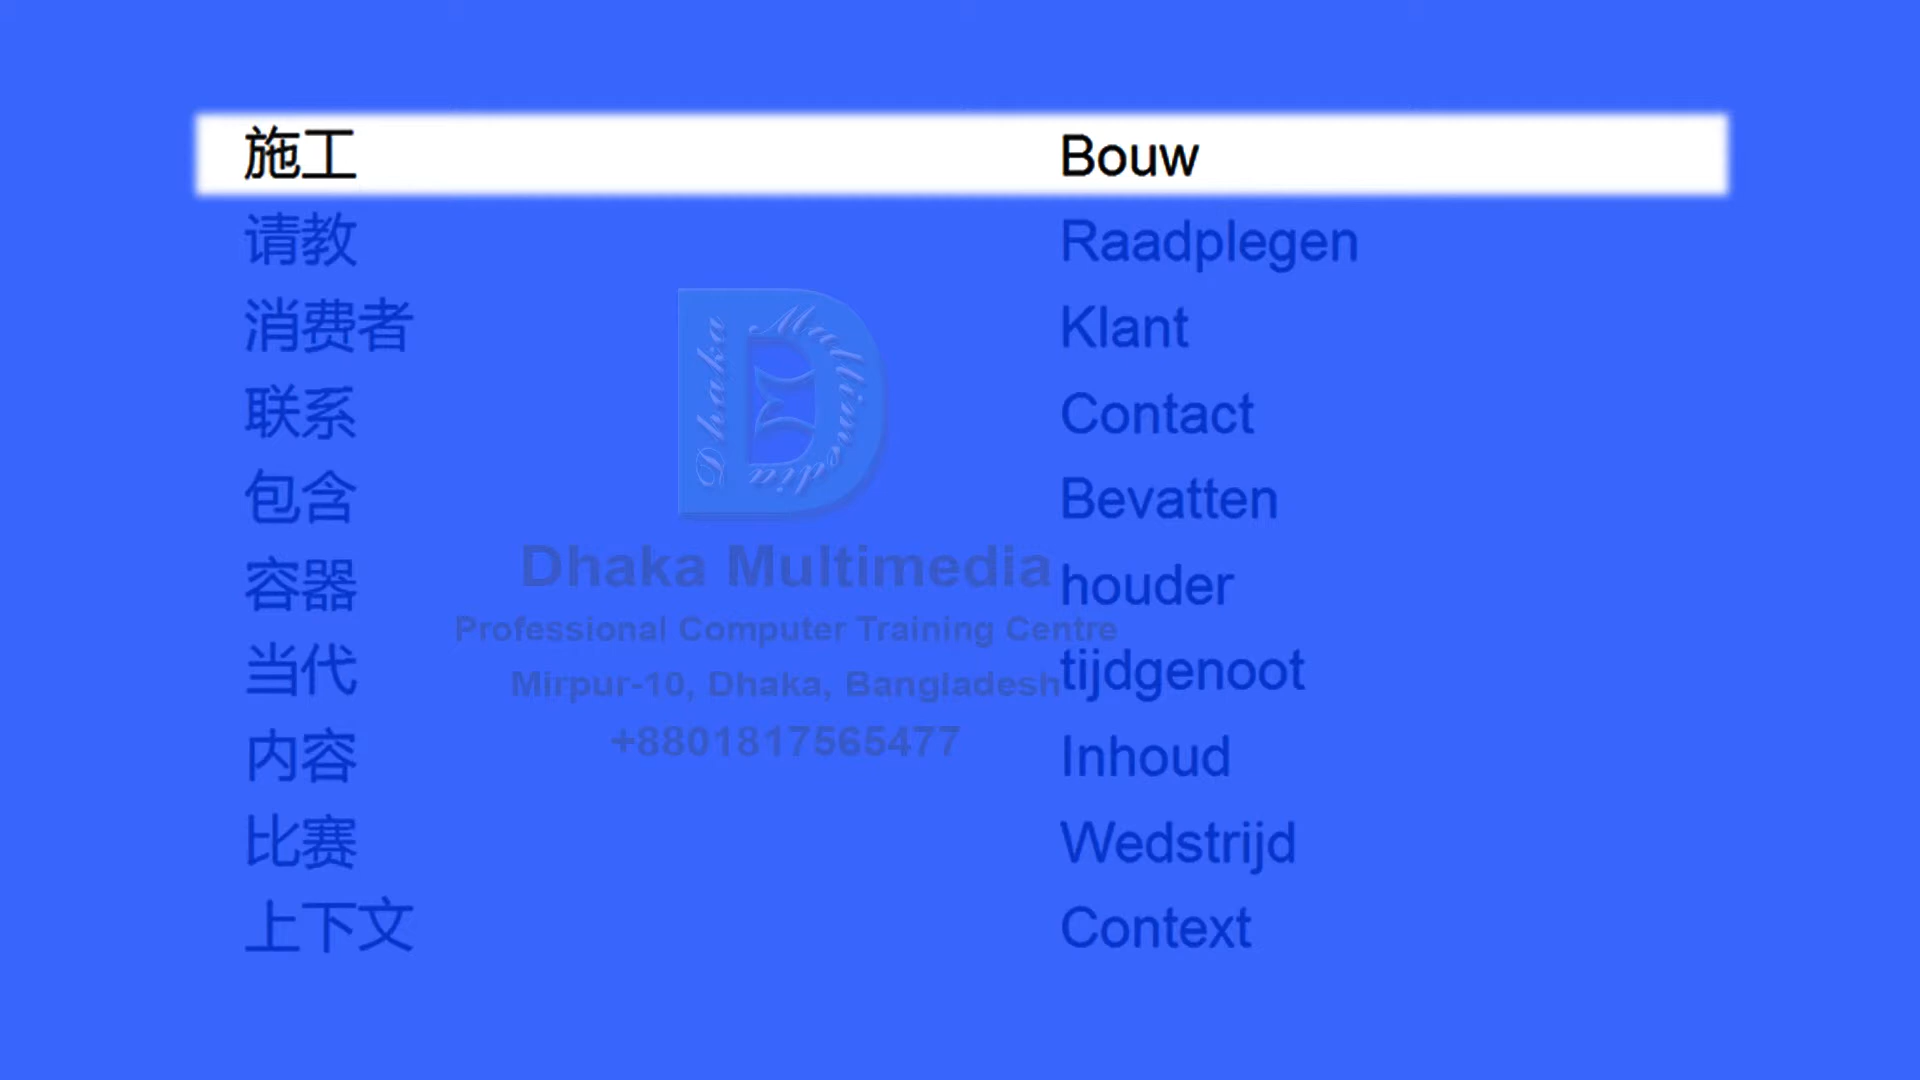 施工 Bouw
请教 Raadplegen
消费者 Klant
联系 Contact
包含 Bevatten
容器 houder
当代 tijdgenoot
内容 Inhoud
比赛 Wedstrijd
上下文 Context
Dhaka Multimedia
Dhaka Multimedia
Professional Computer Training Centre
Mirpur-10, Dhaka, Bangladesh
+8801817565477